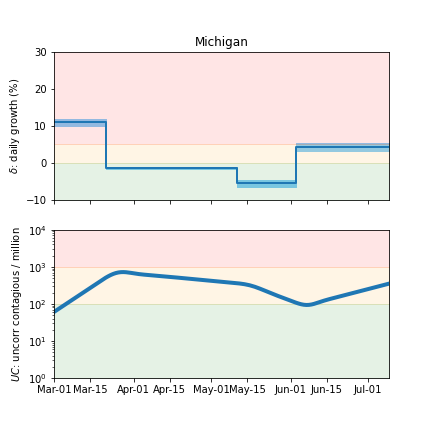 Michigan
δ: daily growth (%)
30
20
10
0
−10
UC: uncorr contagious / million
10⁴
10³
10²
10¹
10⁰
Mar-01 Mar-15 Apr-01 Apr-15 May-01 May-15 Jun-01 Jun-15 Jul-01